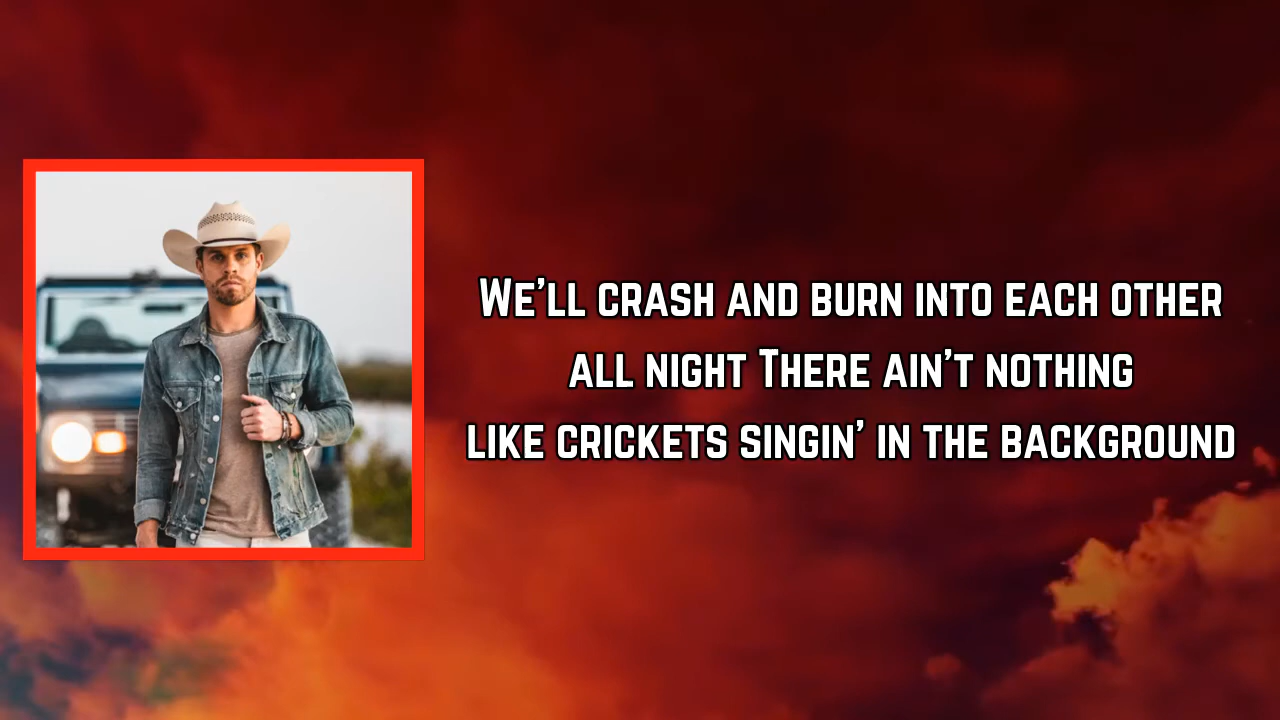 We'll crash and burn into each other
all night There ain't nothing
like crickets singin' in the background